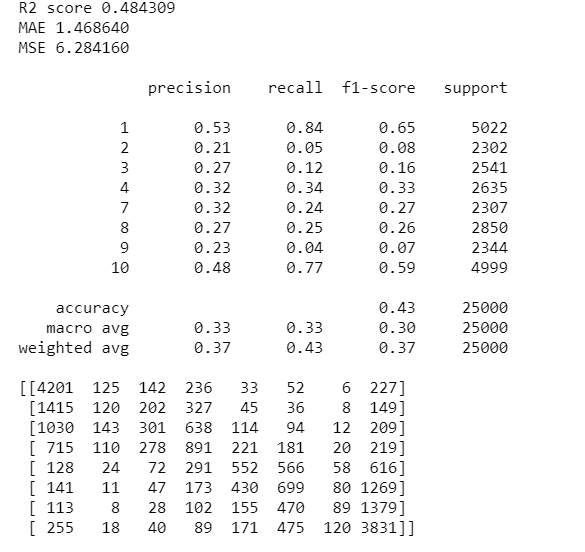 R2 score 0.484309
MAE 1.468640
MSE 6.284160
precision recall f1-score support
1 0.53 0.84 0.65 5022
2 0.21 0.05 0.08 2302
3 0.27 0.12 0.16 2541
4 0.32 0.34 0.33 2635
7 0.32 0.24 0.27 2307
8 0.27 0.25 0.26 2850
9 0.23 0.04 0.07 2344
10 0.48 0.77 0.59 4999
accuracy 0.43 25000
macro avg 0.33 0.33 0.30 25000
weighted avg 0.37 0.43 0.37 25000
[[4201 125 142 236 33 52 6 227]
[1415 120 202 327 45 36 8 149]
[1030 143 301 638 114 94 12 209]
[ 715 110 278 891 221 181 20 219]
[ 128 24 72 291 552 566 58 616]
[ 141 11 47 173 430 699 80 1269]
[ 113 8 28 102 155 470 89 1379]
[ 255 18 40 89 171 475 120 3831]]